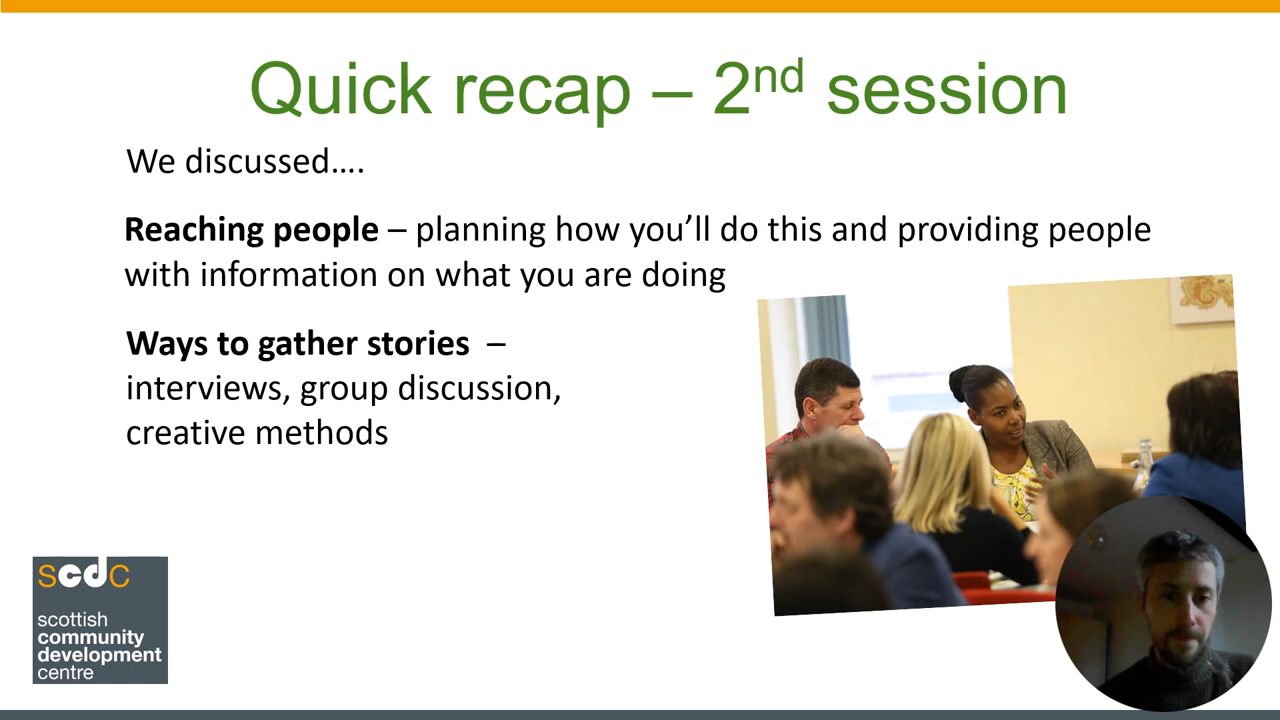 Quick recap – 2nd session
We discussed….
Reaching people – planning how you’ll do this and providing people
with information on what you are doing
Ways to gather stories –
interviews, group discussion,
creative methods
scdc
scottish
community
development
centre